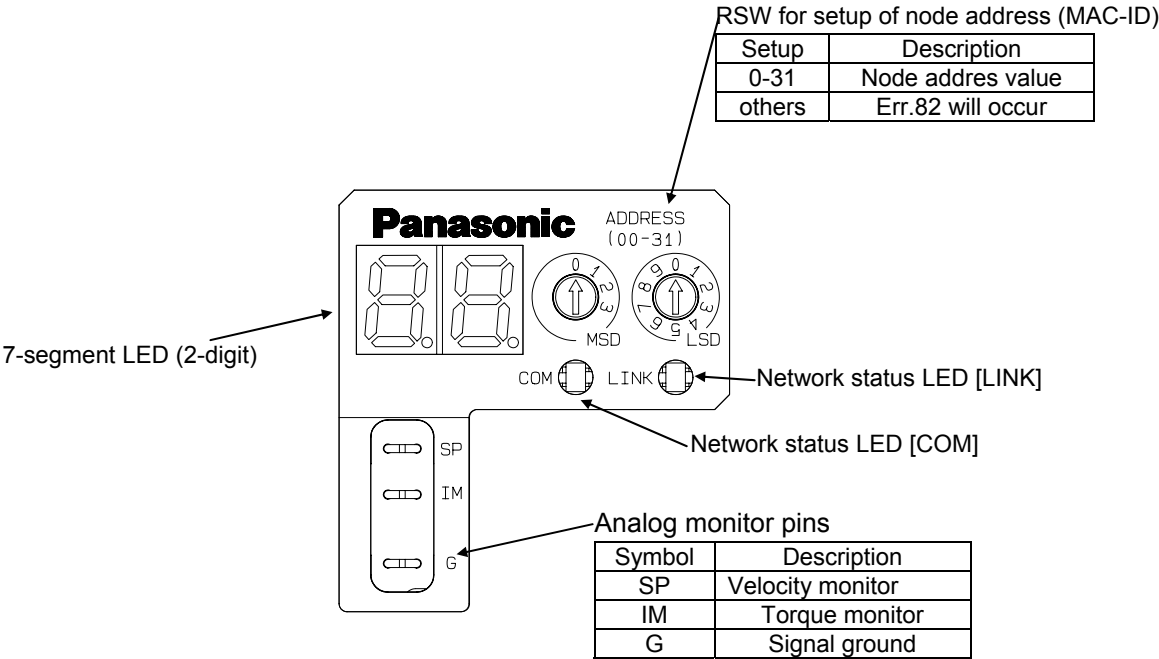 RSW for setup of node address (MAC-ID)
Setup Description
0-31 Node addres value
others Err.82 will occur
Panasonic
ADDRESS
(00-31)
0 1 2 3
MSD
0 1 2 3 4 5 6 7 8 9
LSD
7-segment LED (2-digit)
COM LINK
Network status LED [LINK]
Network status LED [COM]
SP
IM
G
Analog monitor pins
Symbol Description
SP Velocity monitor
IM Torque monitor
G Signal ground